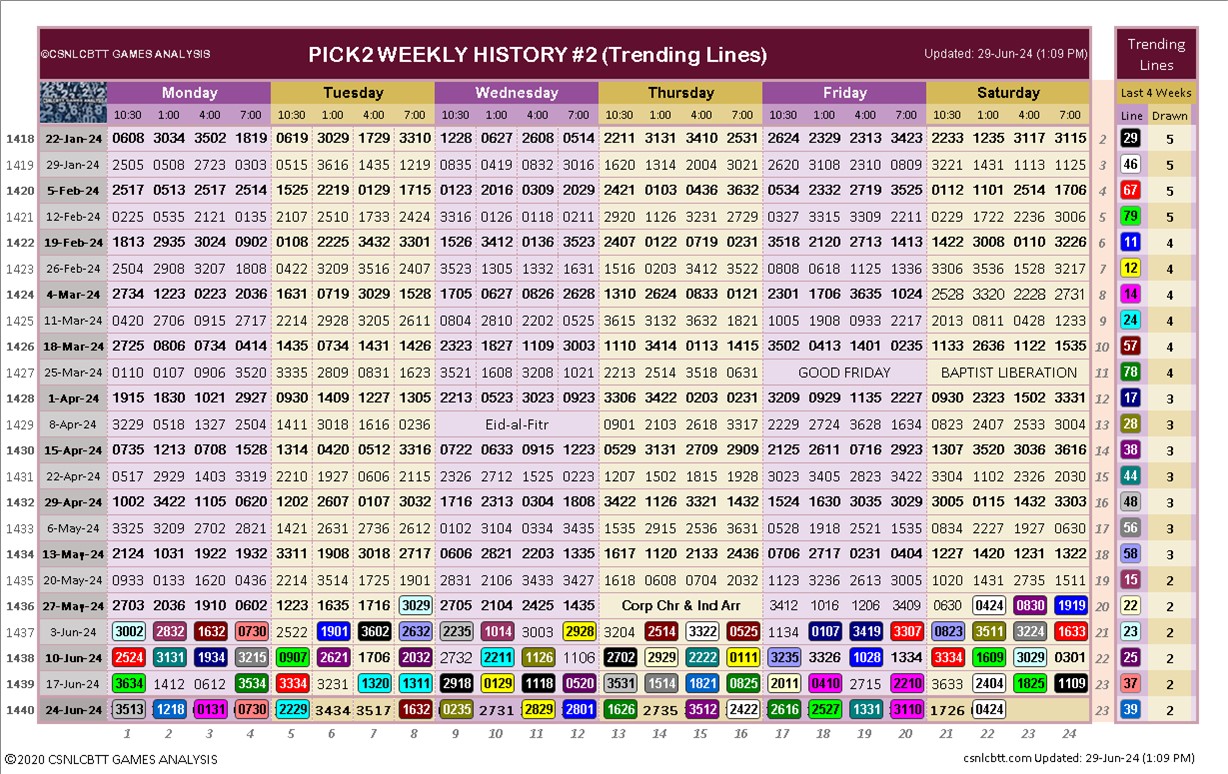 ©CSNLCBTT GAMES ANALYSIS PICK2 WEEKLY HISTORY #2 (Trending Lines) Updated: 29-Jun-24 (1:09 PM) Trending Lines
Monday Tuesday Wednesday Thursday Friday Saturday Last 4 Weeks
10:30 1:00 4:00 7:00 10:30 1:00 4:00 7:00 10:30 1:00 4:00 7:00 10:30 1:00 4:00 7:00 10:30 1:00 4:00 7:00 10:30 1:00 4:00 7:00 Line Drawn
1418 22-Jan-24 0608 3034 3502 1819 0619 3029 1729 3310 1228 0627 2608 0514 2211 3131 3410 2531 2624 2329 2313 3423 2233 1235 3117 3115 2 29 5
1419 29-Jan-24 2505 0508 2723 0303 0515 3616 1435 1219 0835 0419 0832 3016 1620 1314 2004 3021 2620 3108 2910 0809 3221 1431 1113 1125 3 46 5
1420 5-Feb-24 2517 0513 2517 2514 1525 2219 0129 1715 0123 2016 0309 2029 2421 0103 0436 3632 0534 2332 2719 3525 0112 1101 2514 1706 4 67 5
1421 12-Feb-24 0225 0535 2121 0135 2107 2510 1733 2424 3316 0126 0118 0211 2920 1126 3231 2729 0327 3315 3309 2211 0229 1722 2236 3006 5 79 5
1422 19-Feb-24 1813 2935 3024 0902 0108 2225 3432 3301 1526 3412 0136 3523 2407 0122 0719 0231 3518 2120 2713 1413 1422 3008 0110 3226 6 11 4
1423 26-Feb-24 2504 2908 3207 1808 0422 3209 3516 2407 3523 1305 1332 1631 1516 0203 3412 3522 0808 0618 1125 1336 3306 3536 1528 3217 7 12 4
1424 4-Mar-24 2734 1223 0223 2036 1631 0719 3029 1528 1705 0627 0826 2628 1310 2624 0833 0121 2301 1706 3635 1024 2528 3320 2228 2731 8 14 4
1425 11-Mar-24 0420 2706 0915 2717 2214 2928 3205 2612 0804 2810 2202 0525 3615 3132 3632 1821 1005 1908 0933 2217 2013 0811 0428 1233 9 24 4
1426 18-Mar-24 2725 0806 0734 0414 1435 0734 1431 1426 2323 1827 1109 3003 1110 3414 0113 1415 3502 0413 1401 0235 1133 2636 1122 1535 10 57 4
1427 25-Mar-24 0110 0107 0906 3520 3335 2809 0831 1623 3521 1608 3208 1021 2213 2514 3518 0631 GOOD FRIDAY BAPTIST LIBERATION 11 78 4
1428 1-Apr-24 1915 1830 1021 2927 0930 1409 1227 1305 2213 0523 3023 0923 3306 3422 0203 0231 3209 0929 1135 2227 0930 2323 1502 3331 12 17 3
1429 8-Apr-24 3229 0518 1327 2504 1411 3018 1616 0236 Eid-al-Fitr 0901 2103 2618 3317 2229 2724 3628 1634 0823 2407 2533 3004 13 28 3
1430 15-Apr-24 0735 1213 0708 1528 1314 0420 0512 3318 0722 0633 0915 1223 0529 3131 2709 2909 2125 2611 0716 2923 1307 3520 3036 3616 14 38 3
1431 22-Apr-24 0517 2929 1403 3319 2210 1927 0606 2115 2326 2712 1525 0223 1207 1502 1815 1928 3023 3405 2823 3422 3304 1102 2326 2030 15 44 3
1432 29-Apr-24 1002 3422 1105 0620 1202 2607 0107 3032 1716 2313 0304 1808 3422 1126 3321 1432 1524 1630 3035 3029 3005 0115 1432 3303 16 48 3
1433 6-May-24 3325 3209 2702 2821 1421 2631 2736 2612 0102 3104 0334 3435 1535 2915 2536 3631 0528 1918 2521 1535 0834 2227 1927 0630 17 56 3
1434 13-May-24 2124 1031 1922 1932 3311 1908 3018 2717 0606 2821 2203 1335 1617 1120 2133 2436 0706 2717 0231 0404 1227 1420 1231 1322 18 58 3
1435 20-May-24 0933 0133 1620 0436 2214 3514 1725 1901 2831 2106 3433 3427 1618 0608 0704 2032 1123 3236 2613 3005 1020 1431 2735 1511 19 15 2
1436 27-May-24 2703 2036 1910 0602 1223 1635 1716 3029 2705 2104 2425 1435 Corp Chr & Ind Arr 3412 1016 1206 3409 0630 0424 0830 1919 20 22 2
1437 3-Jun-24 3002 2832 1632 0730 2522 1901 3602 2632 2235 1014 3003 2928 3204 2514 3322 0525 1134 0107 3419 3307 0823 3511 3224 1633 21 23 2
1438 10-Jun-24 2524 3131 1934 3215 0907 2621 1706 2032 2732 2211 1126 1106 2702 2929 2222 0111 3235 3326 1028 1334 3334 1609 3029 0301 22 25 2
1439 17-Jun-24 3634 1412 0612 3534 3334 3231 1320 1311 2918 0129 1118 0520 3531 1514 1821 0825 2011 0410 2715 2210 3633 2404 1825 1109 23 37 2
1440 24-Jun-24 3513 1218 0131 0730 2229 3434 3517 1632 0235 2731 2829 2801 1626 2735 3512 2422 2616 2527 1331 3110 1726 0424 23 39 2
1 2 3 4 5 6 7 8 9 10 11 12 13 14 15 16 17 18 19 20 21 22 23 24
©2020 CSNLCBTT GAMES ANALYSIS csnlcbtt.com Updated: 29-Jun-24 (1:09 PM)